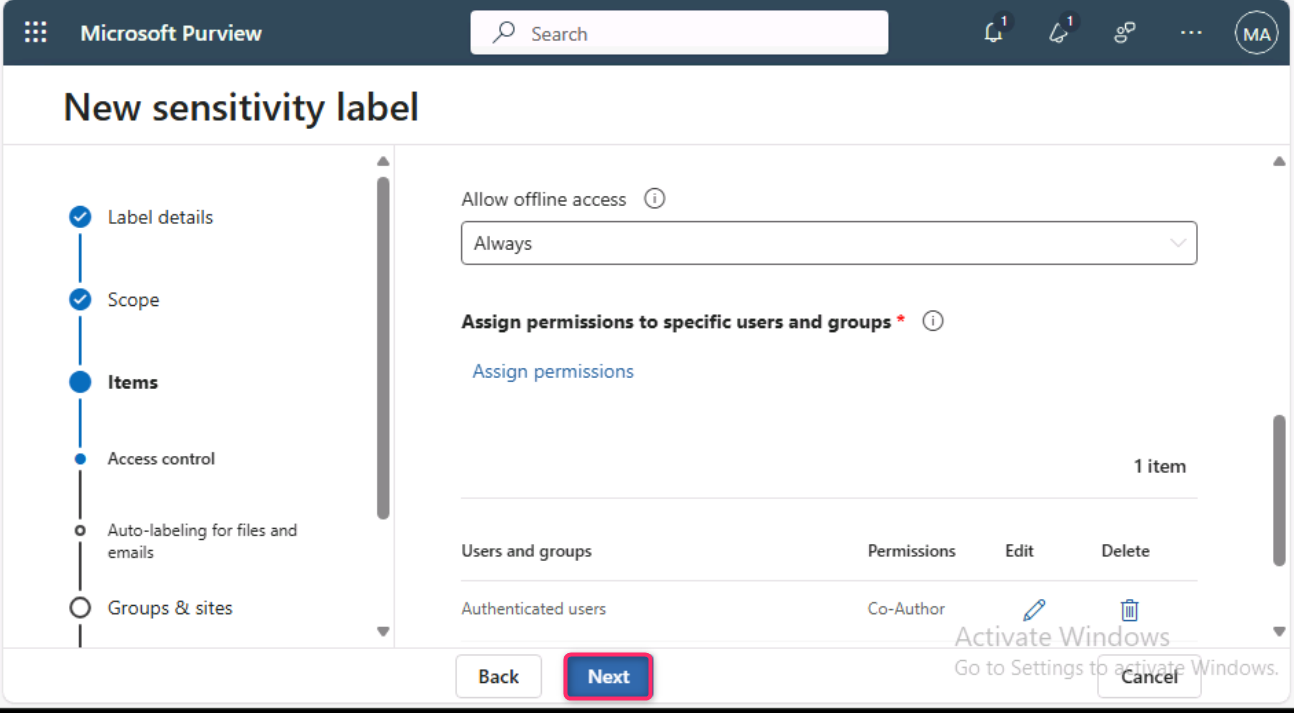 Microsoft Purview
Search
1
1
MA
New sensitivity label
Label details
Scope
Items
Access control
Auto-labeling for files and
emails
Groups & sites
Allow offline access
Always
Assign permissions to specific users and groups *
Assign permissions
1 item
Users and groups Permissions Edit Delete
Authenticated users Co-Author
Activate Windows
Go to Settings to activate Windows.
Back
Next
Cancel